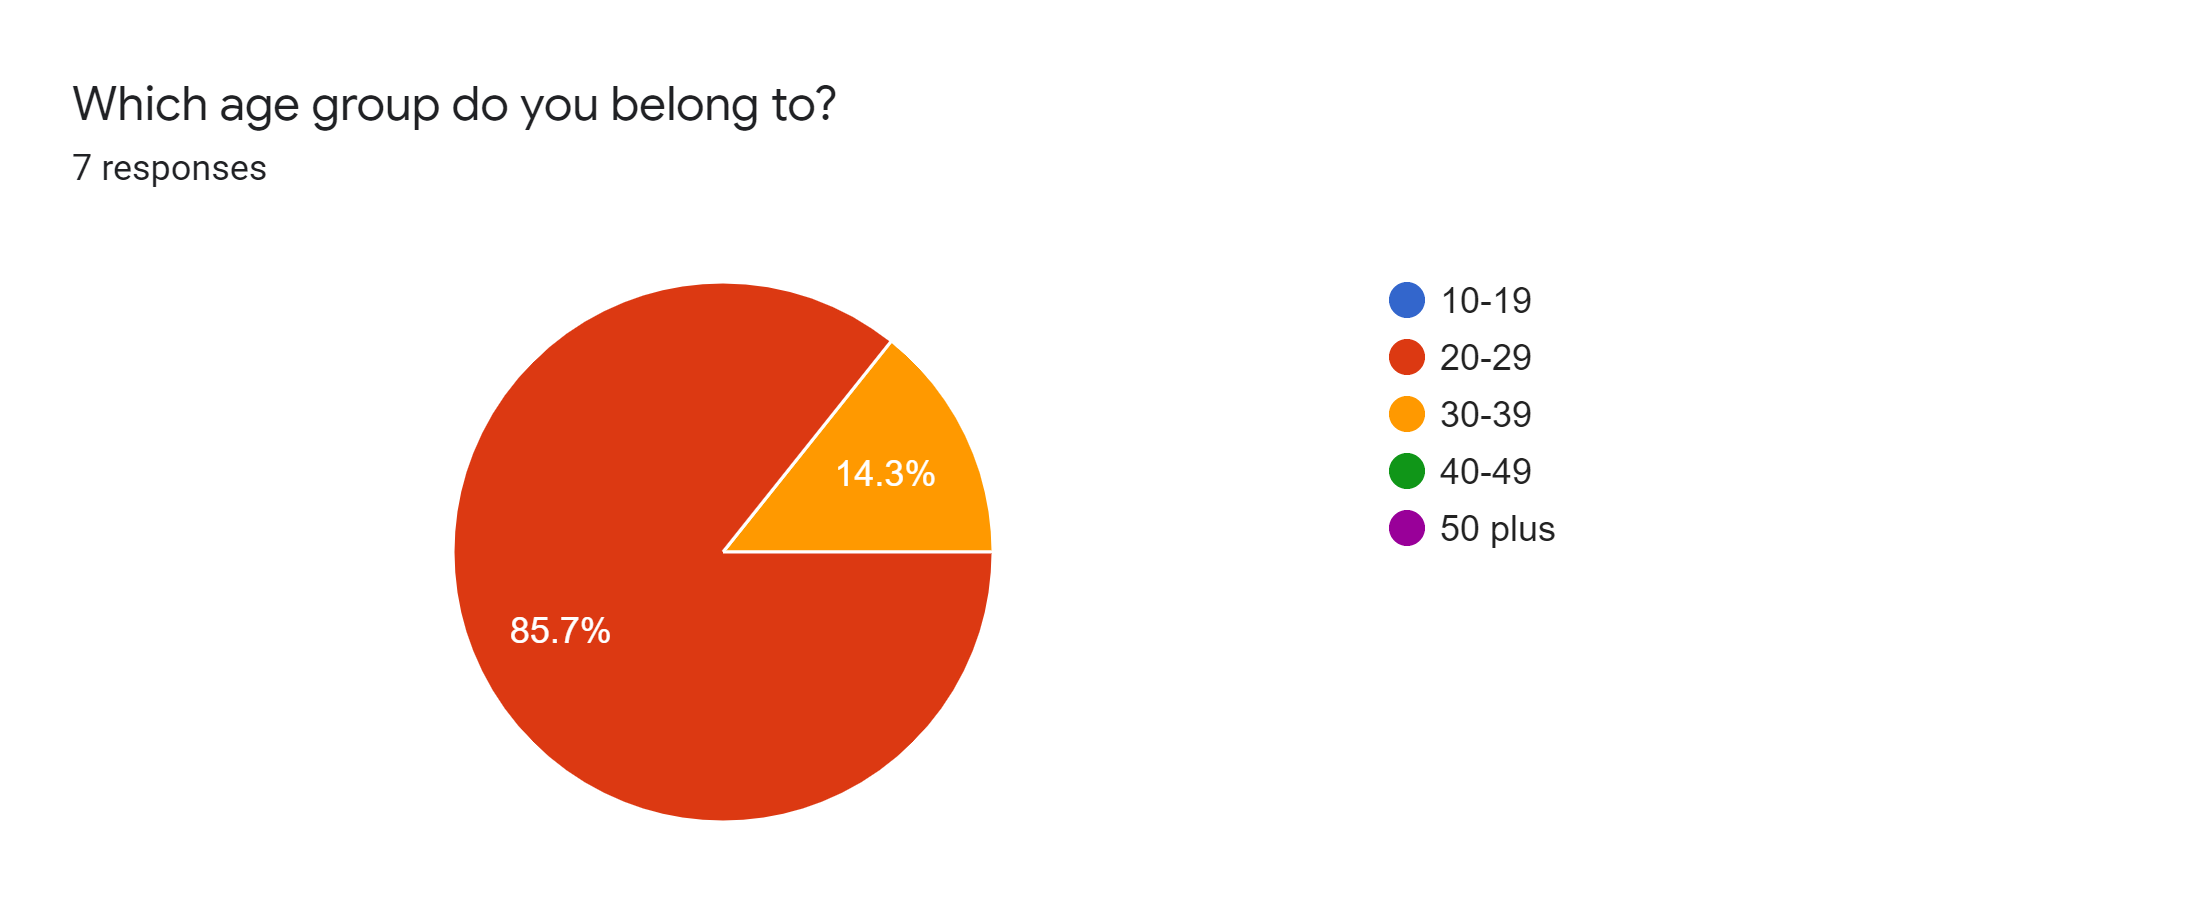 Which age group do you belong to?
7 responses
14.3%
85.7%
10-19
20-29
30-39
40-49
50 plus